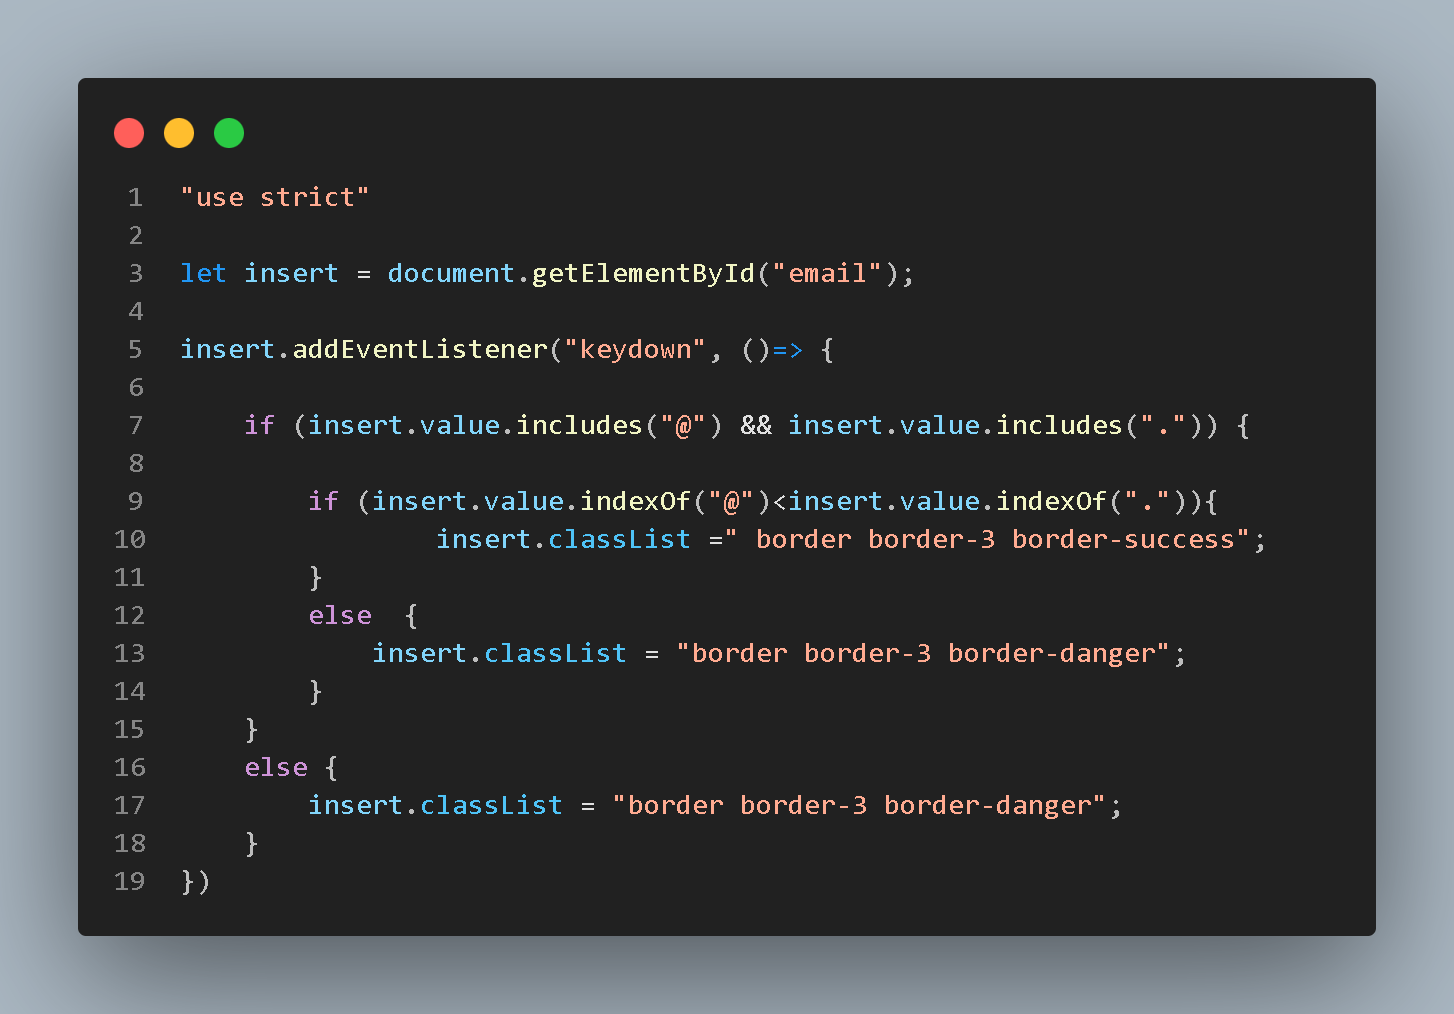 1 "use strict"
2
3 let insert = document.getElementById("email");
4
5 insert.addEventListener("keydown", ()=> {
6
7     if (insert.value.includes("@") && insert.value.includes(".")) {
8
9         if (insert.value.indexOf("@")<insert.value.indexOf(".")){
10                 insert.classList =" border border-3 border-success";
11         }
12         else  {
13             insert.classList = "border border-3 border-danger";
14         }
15     }
16     else {
17         insert.classList = "border border-3 border-danger";
18     }
19 })